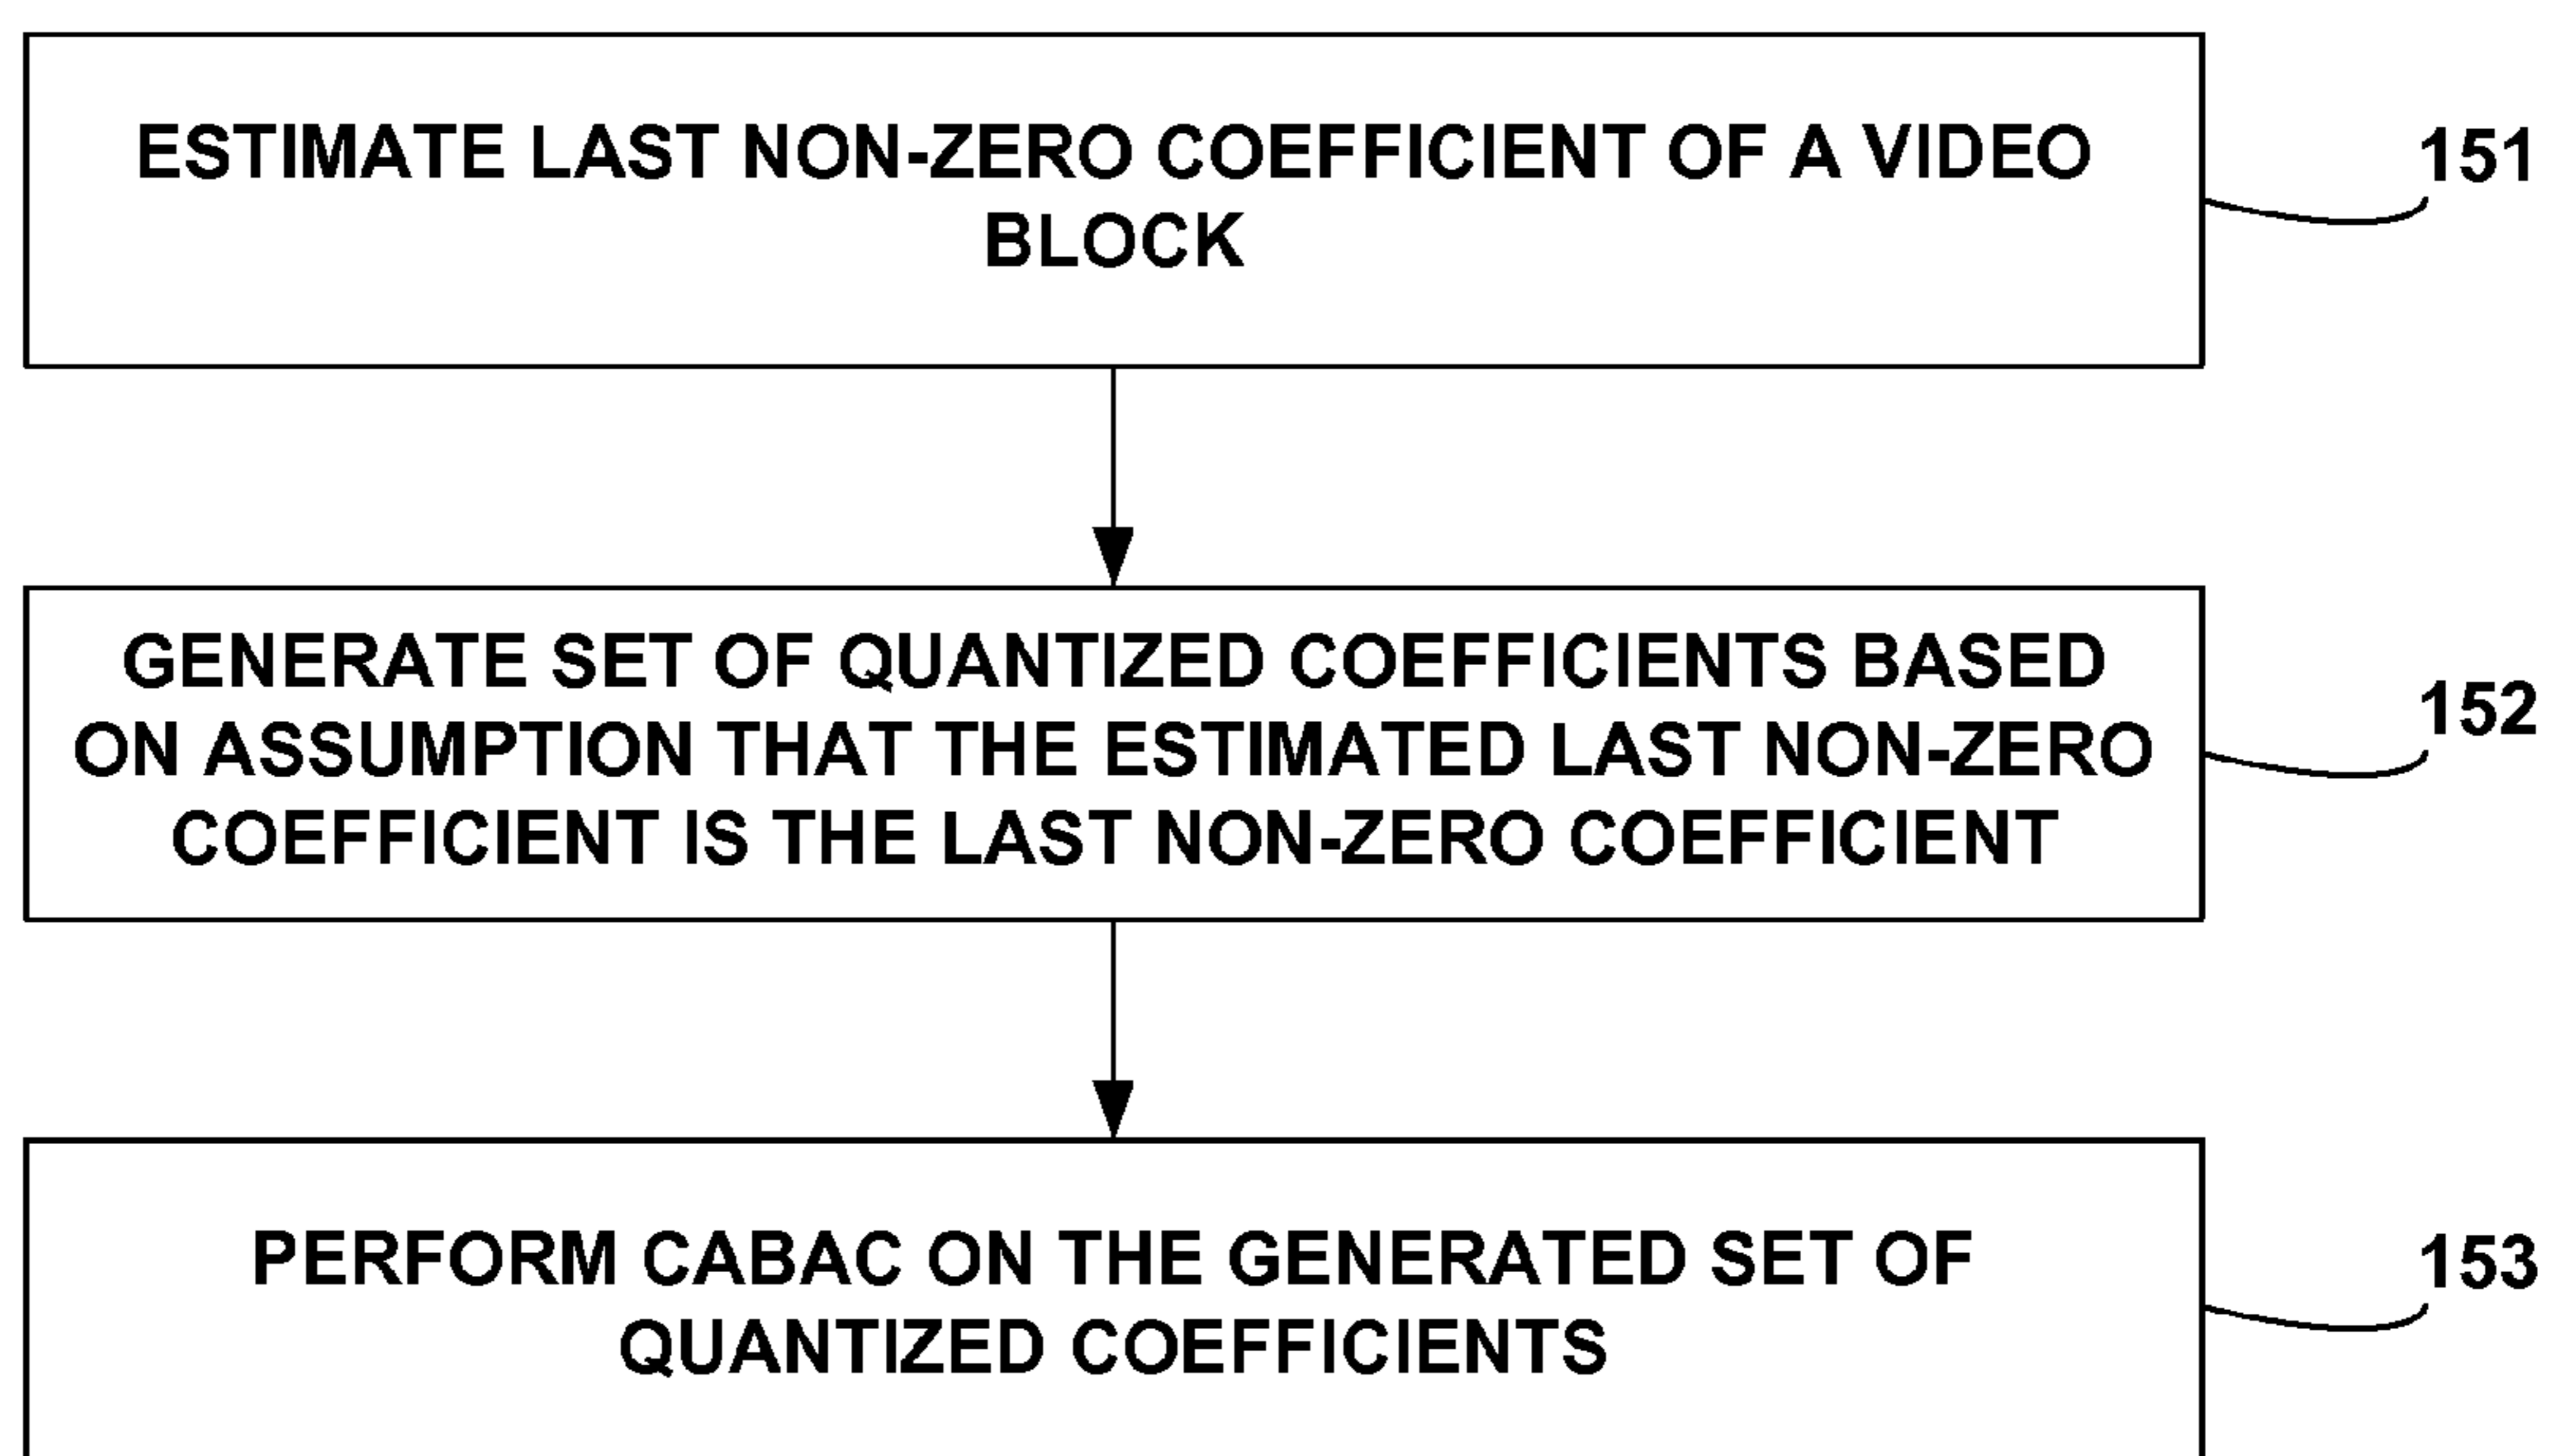 ESTIMATE LAST NON-ZERO COEFFICIENT OF A VIDEO
BLOCK
151
GENERATE SET OF QUANTIZED COEFFICIENTS BASED
ON ASSUMPTION THAT THE ESTIMATED LAST NON-ZERO
COEFFICIENT IS THE LAST NON-ZERO COEFFICIENT
152
PERFORM CABAC ON THE GENERATED SET OF
QUANTIZED COEFFICIENTS
153